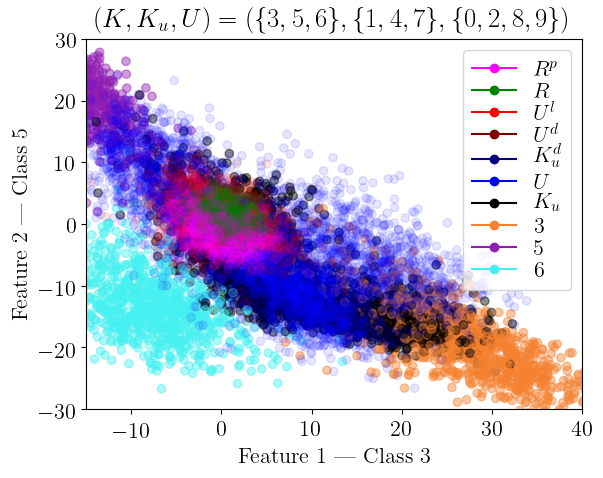 (K, K_u, U) = ({3, 5, 6}, {1, 4, 7}, {0, 2, 8, 9})
R^p
R
U^l
U^d
K_u^d
U
K_u
3
5
6
30
20
10
0
−10
−20
−30
Feature 2 — Class 5
−10 0 10 20 30 40
Feature 1 — Class 3